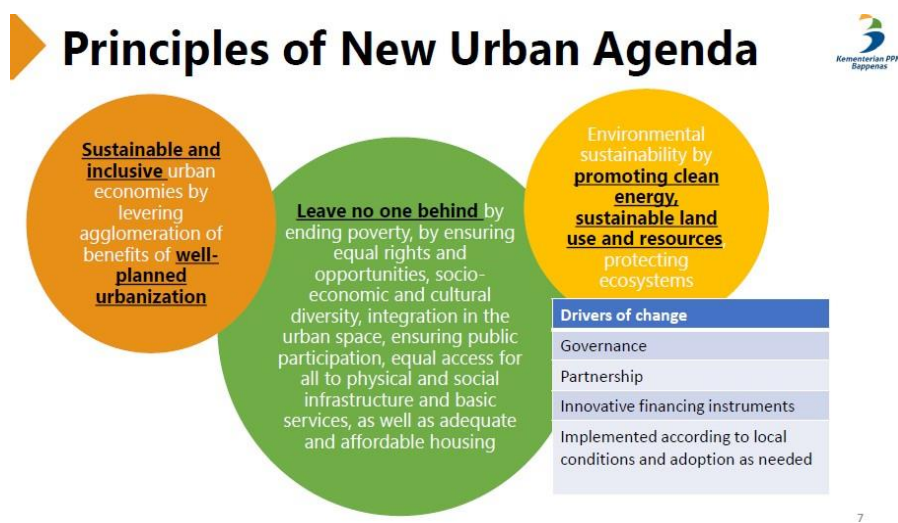 Principles of New Urban Agenda
Kementerian PPN
Bappenas
Sustainable and
inclusive urban
economies by
levering
agglomeration of
benefits of well-
planned
urbanization
Leave no one behind by
ending poverty, by ensuring
equal rights and
opportunities, socio-
economic and cultural
diversity, integration in the
urban space, ensuring public
participation, equal access for
all to physical and social
infrastructure and basic
services, as well as adequate
and affordable housing
Environmental
sustainability by
promoting clean
energy,
sustainable land
use and resources
protecting
ecosystems
Drivers of change
Governance
Partnership
Innovative financing instruments
Implemented according to local
conditions and adoption as needed
7